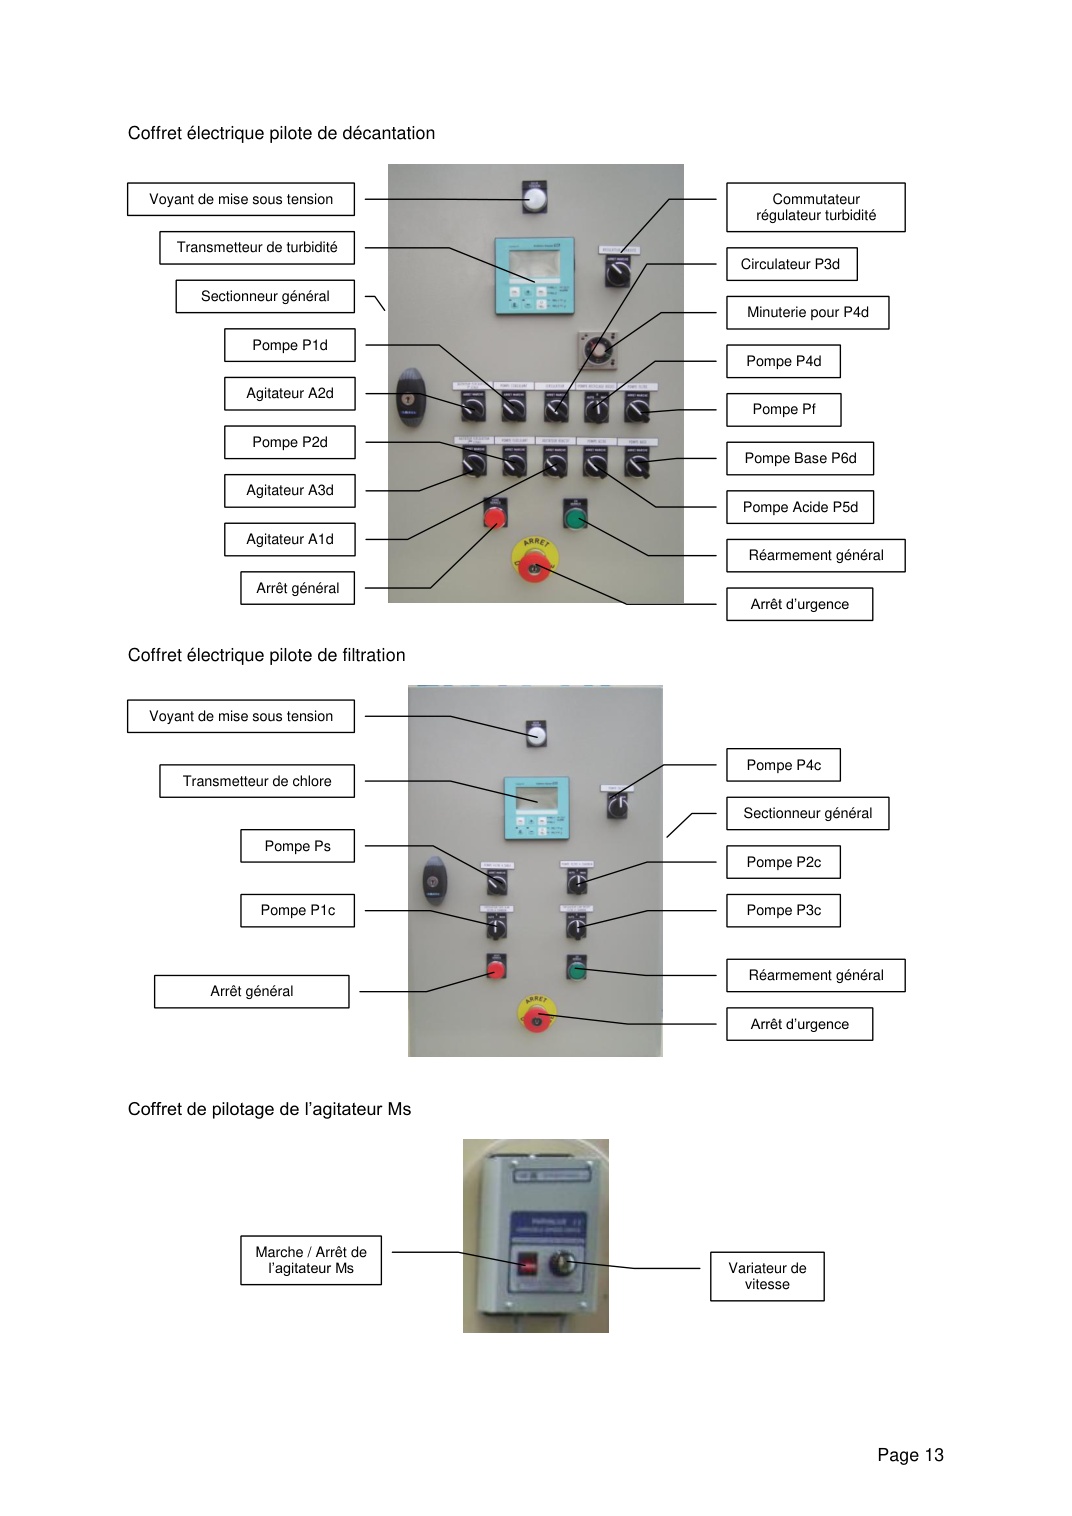 Coffret électrique pilote de décantation
Voyant de mise sous tension
Transmetteur de turbidité
Sectionneur général
Pompe P1d
Agitateur A2d
Pompe P2d
Agitateur A3d
Agitateur A1d
Arrêt général
Commutateur
régulateur turbidité
Circulateur P3d
Minuterie pour P4d
Pompe P4d
Pompe Pf
Pompe Base P6d
Pompe Acide P5d
Réarmement général
Arrêt d'urgence
ARRET
Coffret électrique pilote de filtration
Voyant de mise sous tension
Transmetteur de chlore
Pompe Ps
Pompe P1c
Arrêt général
Pompe P4c
Sectionneur général
Pompe P2c
Pompe P3c
Réarmement général
Arrêt d'urgence
ARRET
Coffret de pilotage de l'agitateur Ms
Marche / Arrêt de
l'agitateur Ms
Variateur de
vitesse
Page 13